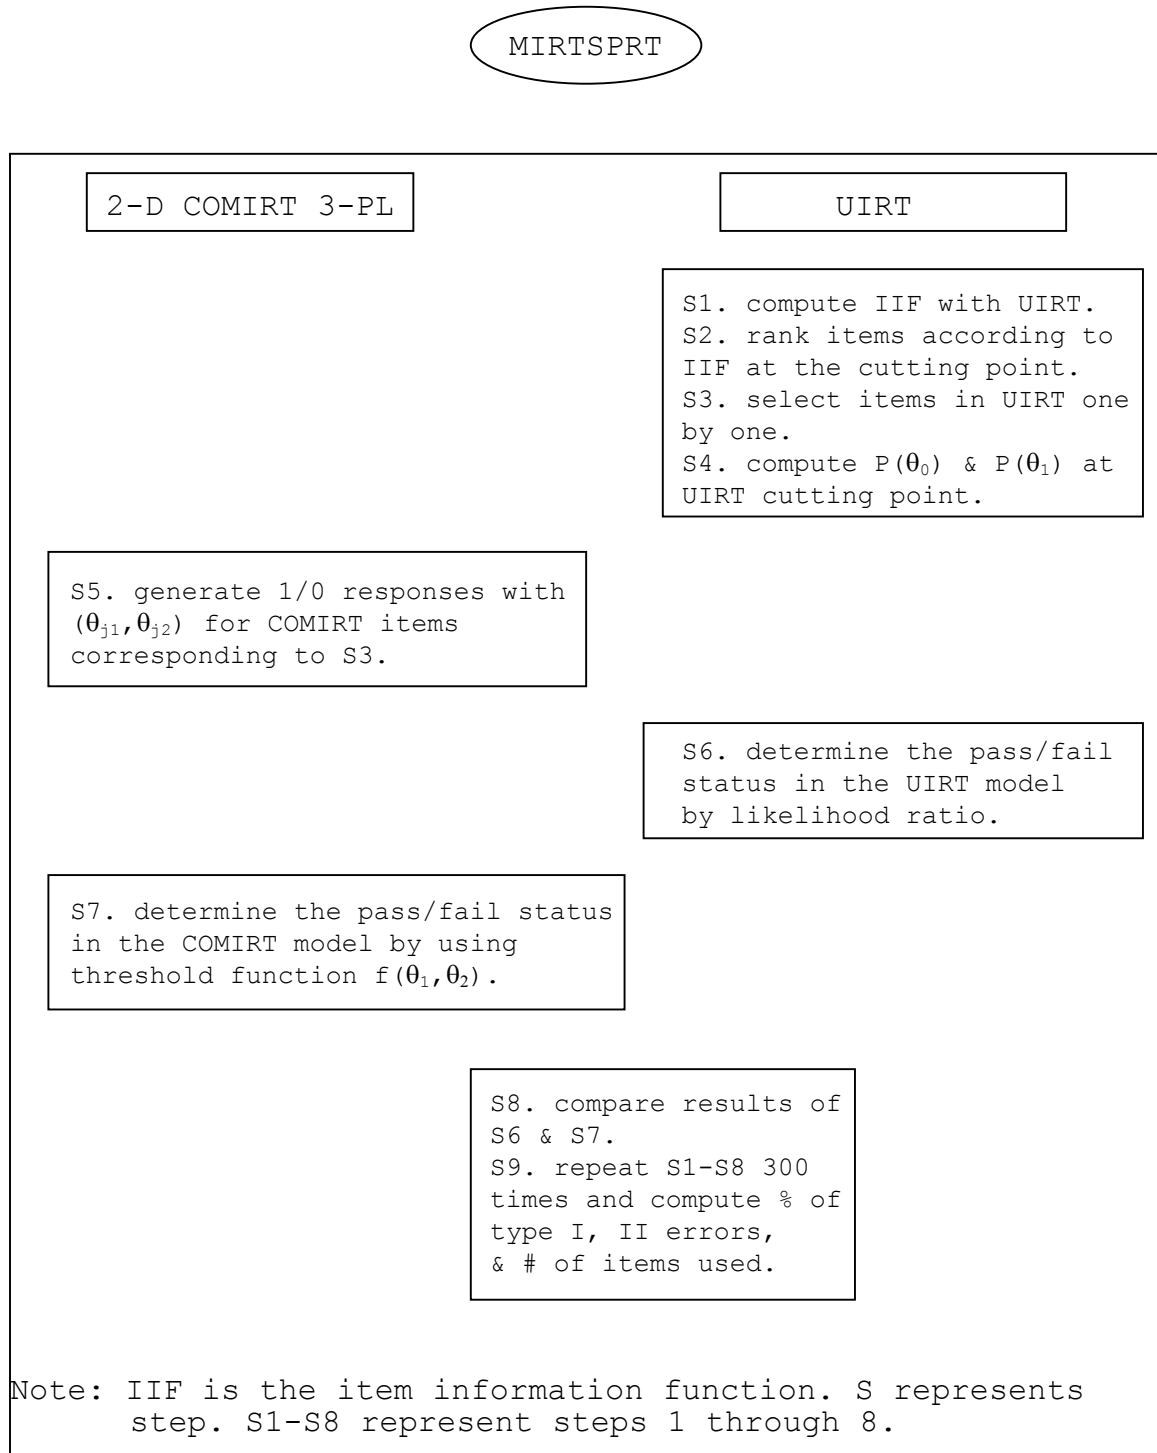 MIRTSPRT
2-D COMIRT 3-PL
UIRT
S1. compute IIF with UIRT.
S2. rank items according to
IIF at the cutting point.
S3. select items in UIRT one
by one.
S4. compute P(θ₀) & P(θ₁) at
UIRT cutting point.
S5. generate 1/0 responses with
(θⱼ₁,θⱼ₂) for COMIRT items
corresponding to S3.
S6. determine the pass/fail
status in the UIRT model
by likelihood ratio.
S7. determine the pass/fail status
in the COMIRT model by using
threshold function f(θ₁,θ₂).
S8. compare results of
S6 & S7.
S9. repeat S1-S8 300
times and compute % of
type I, II errors,
& # of items used.
Note: IIF is the item information function. S represents
step. S1-S8 represent steps 1 through 8.